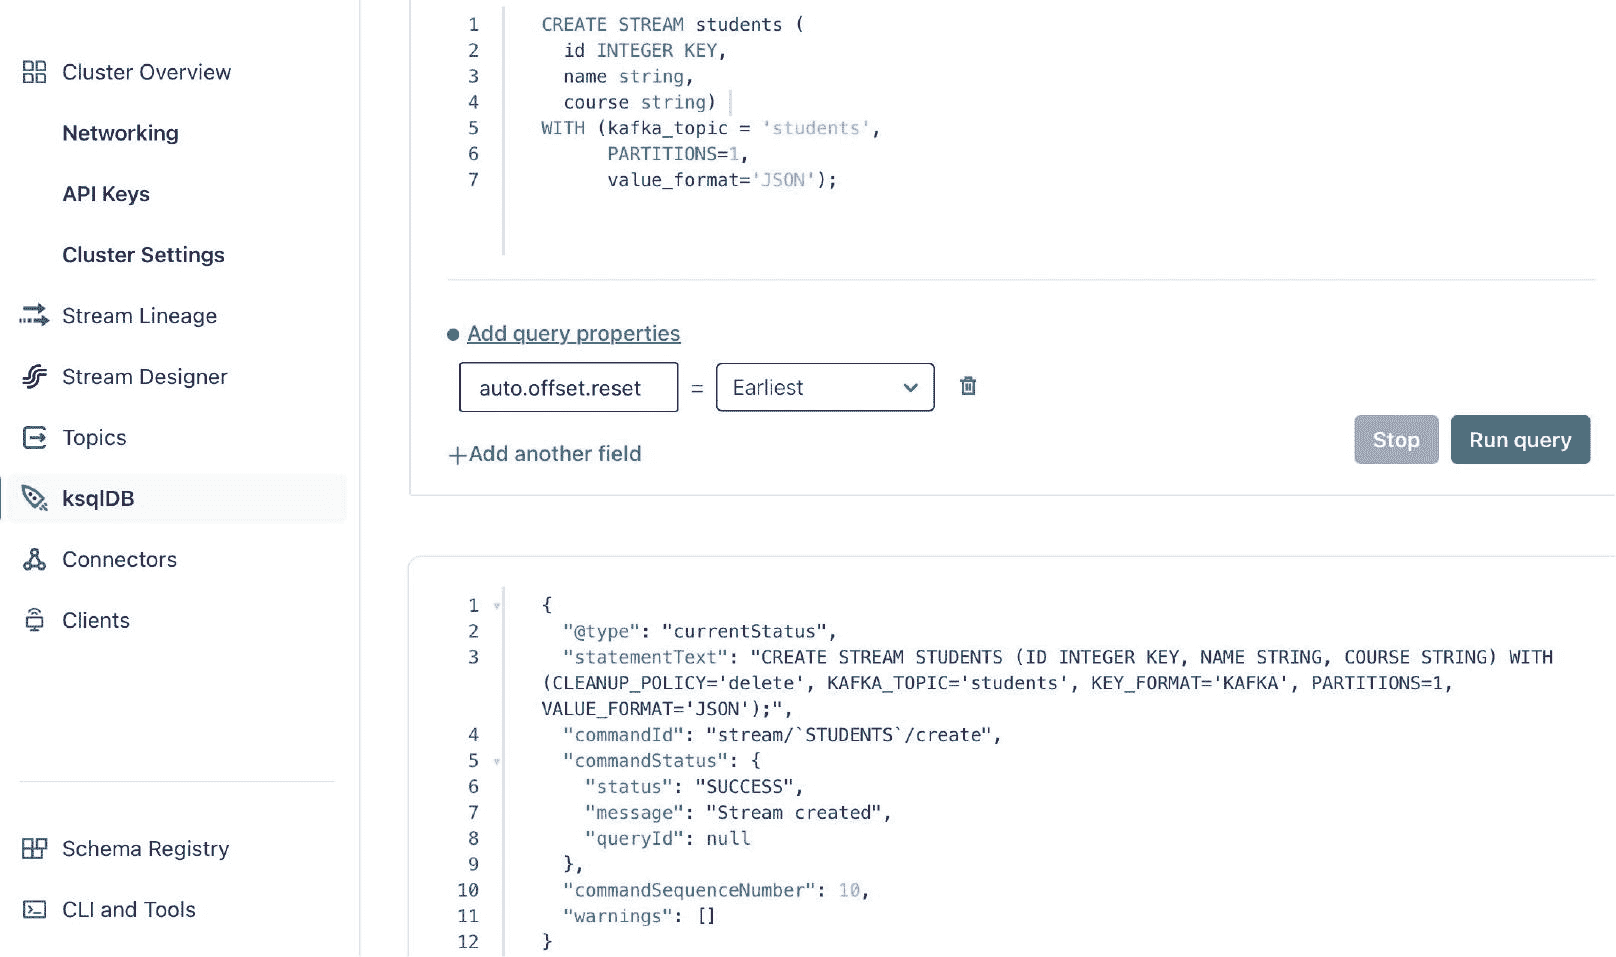 Cluster Overview
Networking
API Keys
Cluster Settings
Stream Lineage
Stream Designer
Topics
ksqlDB
Connectors
Clients
Schema Registry
CLI and Tools
1 CREATE STREAM students (
2 id INTEGER KEY,
3 name string,
4 course string)
5 WITH (kafka_topic = 'students',
6 PARTITIONS=1,
7 value_format='JSON');
Add query properties
auto.offset.reset = Earliest
+Add another field
Stop Run query
1 {
2 "@type": "currentStatus",
3 "statementText": "CREATE STREAM STUDENTS (ID INTEGER KEY, NAME STRING, COURSE STRING) WITH
(CLEANUP_POLICY='delete', KAFKA_TOPIC='students', KEY_FORMAT='KAFKA', PARTITIONS=1,
VALUE_FORMAT='JSON');",
4 "commandId": "stream/`STUDENTS`/create",
5 "commandStatus": {
6 "status": "SUCCESS",
7 "message": "Stream created",
8 "queryId": null
9 },
10 "commandSequenceNumber": 10,
11 "warnings": []
12 }